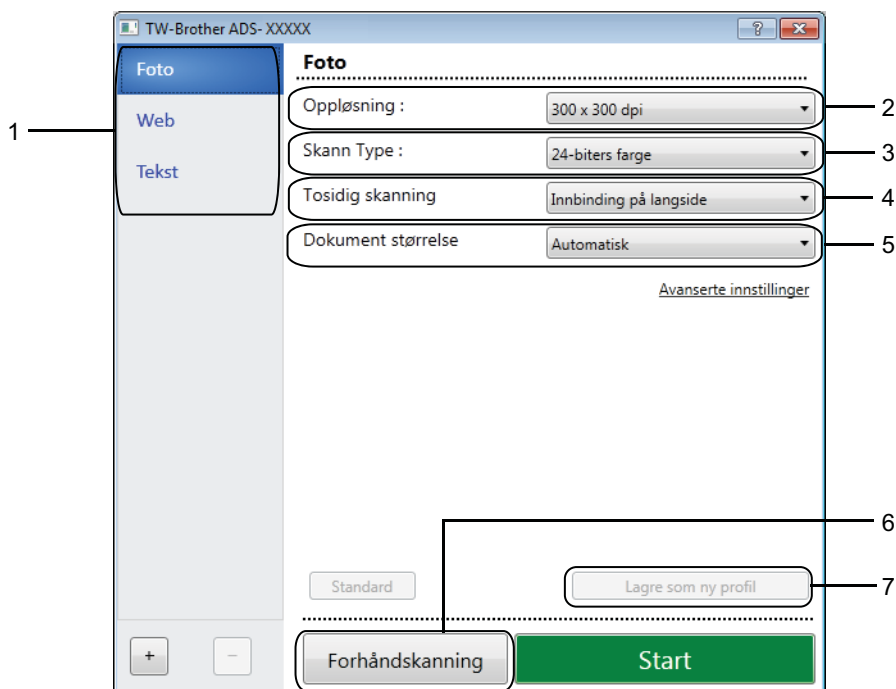 TW-Brother ADS- XXXXX
?
Foto
Web
Tekst
1
Foto
Oppløsning :
300 x 300 dpi
2
Skann Type :
24-biters farge
3
Tosidig skanning
Innbinding på langside
4
Dokument størrelse
Automatisk
5
Avanserte innstillinger
6
Standard
Lagre som ny profil
7
+
−
Forhåndskanning
Start